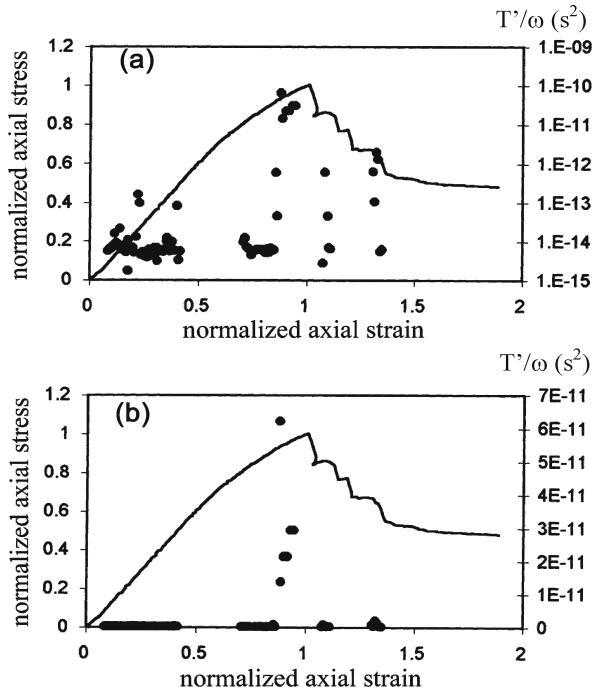 T'/ω (s²)
(a)
normalized axial stress
1.2
1
0.8
0.6
0.4
0.2
0
1.E-09
1.E-10
1.E-11
1.E-12
1.E-13
1.E-14
1.E-15
0 0.5 1 1.5 2
normalized axial strain
T'/ω (s²)
(b)
normalized axial stress
1.2
1
0.8
0.6
0.4
0.2
0
7E-11
6E-11
5E-11
4E-11
3E-11
2E-11
1E-11
0
0 0.5 1 1.5 2
normalized axial strain